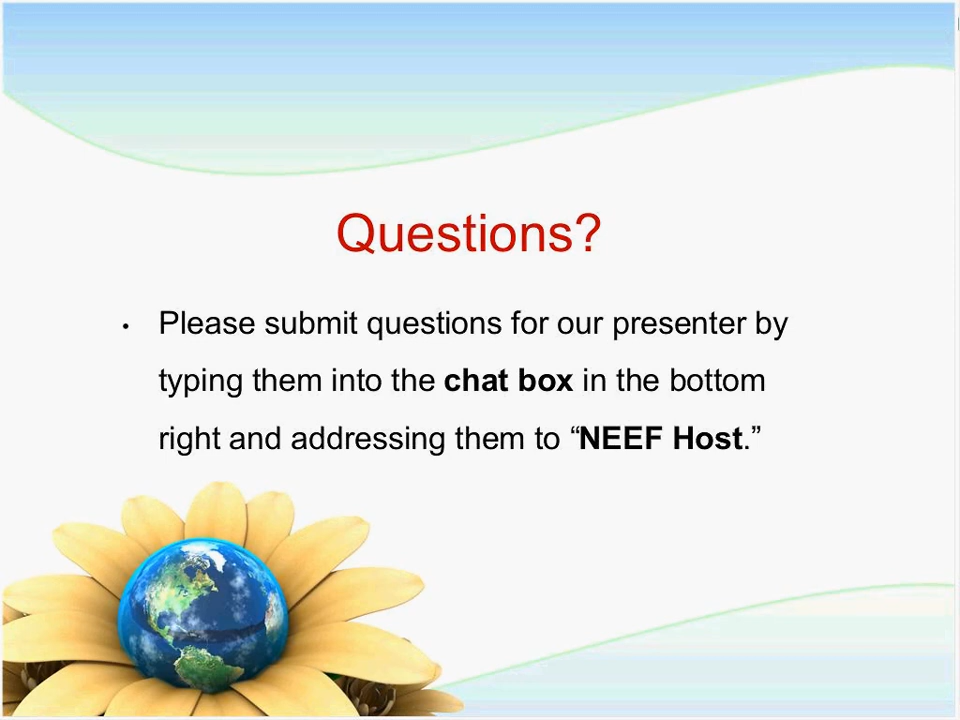 Questions?
• Please submit questions for our presenter by
typing them into the chat box in the bottom
right and addressing them to “NEEF Host.”